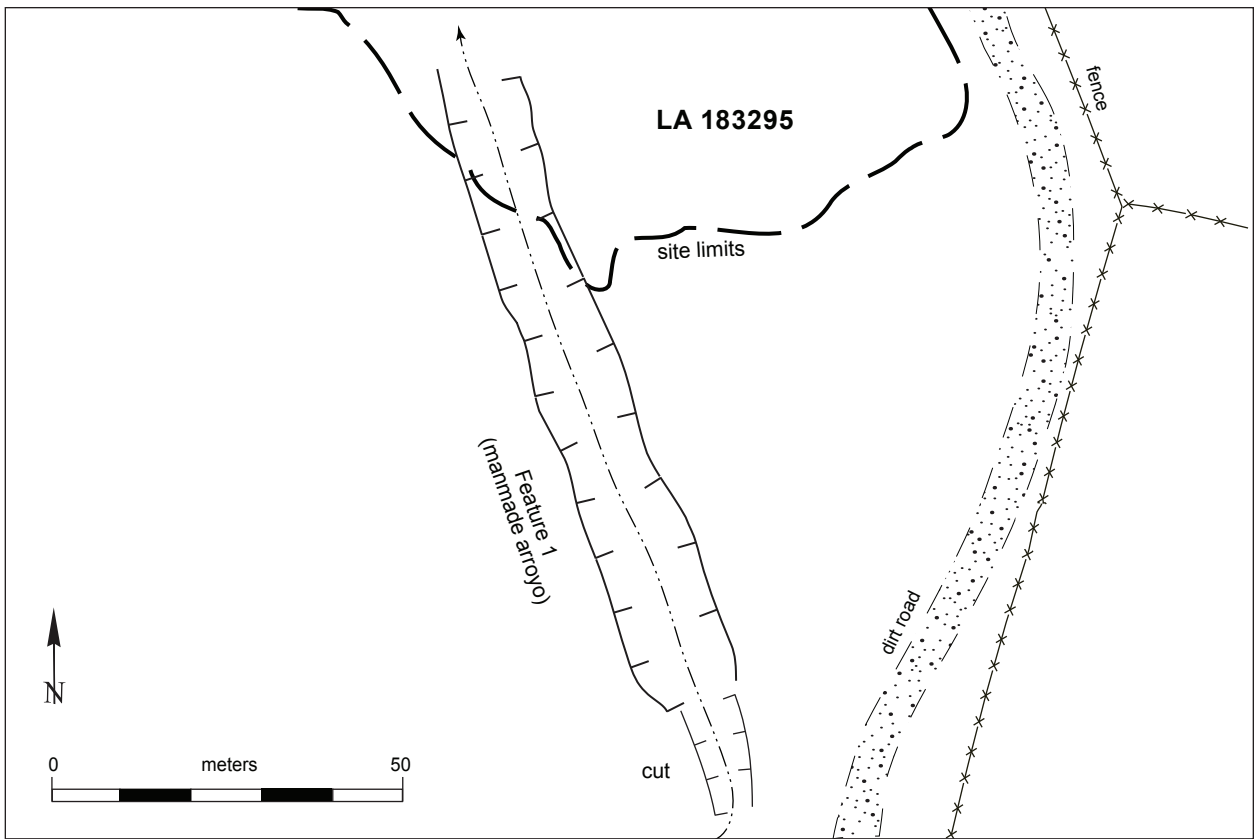 LA 183295
fence
site limits
Feature 1
(manmade arroyo)
dirt road
N
0 meters 50
cut